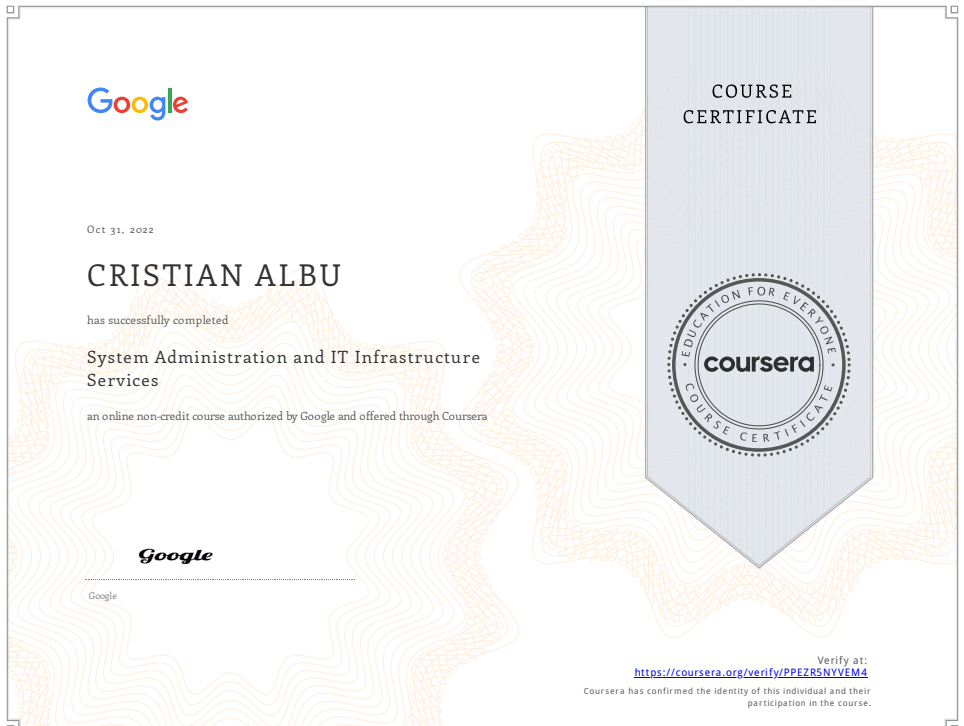 Google
COURSE
CERTIFICATE
Oct 31, 2022
CRISTIAN ALBU
has successfully completed
System Administration and IT Infrastructure
Services
an online non-credit course authorized by Google and offered through Coursera
EDUCATION FOR EVERYONE
coursera
COURSE CERTIFICATE
Google
Google
Verify at:
https://coursera.org/verify/PPEZR5NYVEM4
Coursera has confirmed the identity of this individual and their
participation in the course.